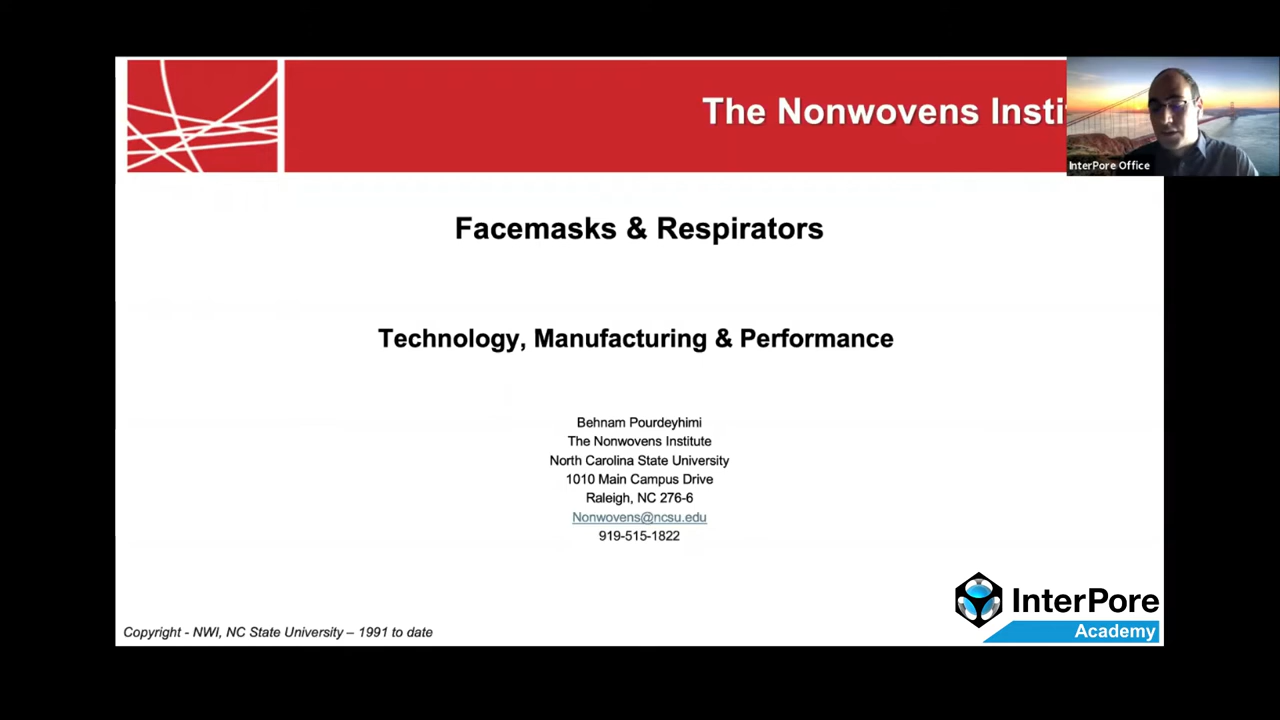 The Nonwovens Insti
InterPore Office
Facemasks & Respirators
Technology, Manufacturing & Performance
Behnam Pourdeyhimi
The Nonwovens Institute
North Carolina State University
1010 Main Campus Drive
Raleigh, NC 276-6
Nonwovens@ncsu.edu
919-515-1822
InterPore
Academy
Copyright - NWI, NC State University – 1991 to date